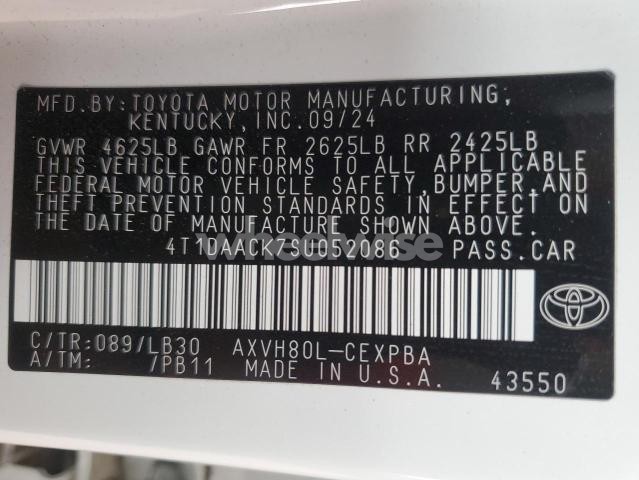 MFD.BY:TOYOTA MOTOR MANUFACTURING,
KENTUCKY,INC.09/24
GVWR 4625LB GAWR FR 2625LB RR 2425LB
THIS VEHICLE CONFORMS TO ALL APPLICABLE
FEDERAL MOTOR VEHICLE SAFETY,BUMPER,AND
THEFT PREVENTION STANDARDS IN EFFECT ON
THE DATE OF MANUFACTURE SHOWN ABOVE.
4T1DAACK7SU052086 PASS.CAR
C/TR:089/LB30 AXVH80L-CEXPBA
A/TM: /PB11 MADE IN U.S.A. 43550